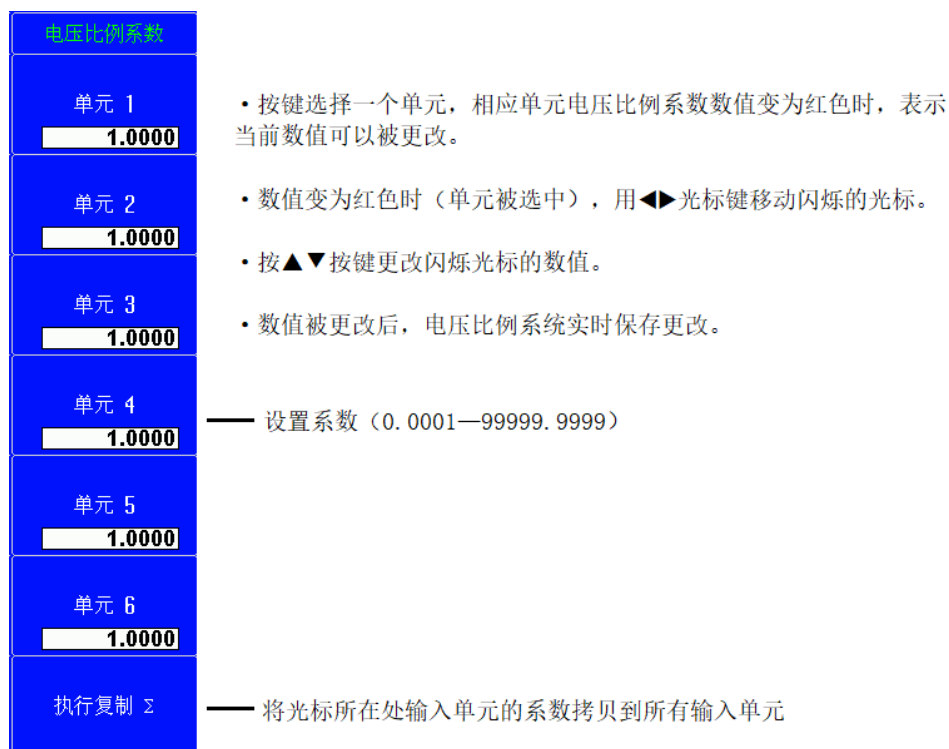 电压比例系数
单元 1
1.0000
·按键选择一个单元，相应单元电压比例系数数值变为红色时，表示
当前数值可以被更改。
单元 2
1.0000
·数值变为红色时（单元被选中），用◀▶光标键移动闪烁的光标。
·按▲▼按键更改闪烁光标的数值。
单元 3
1.0000
·数值被更改后，电压比例系统实时保存更改。
单元 4
1.0000
设置系数（0.0001—99999.9999）
单元 5
1.0000
单元 6
1.0000
执行复制 Σ
将光标所在处输入单元的系数拷贝到所有输入单元